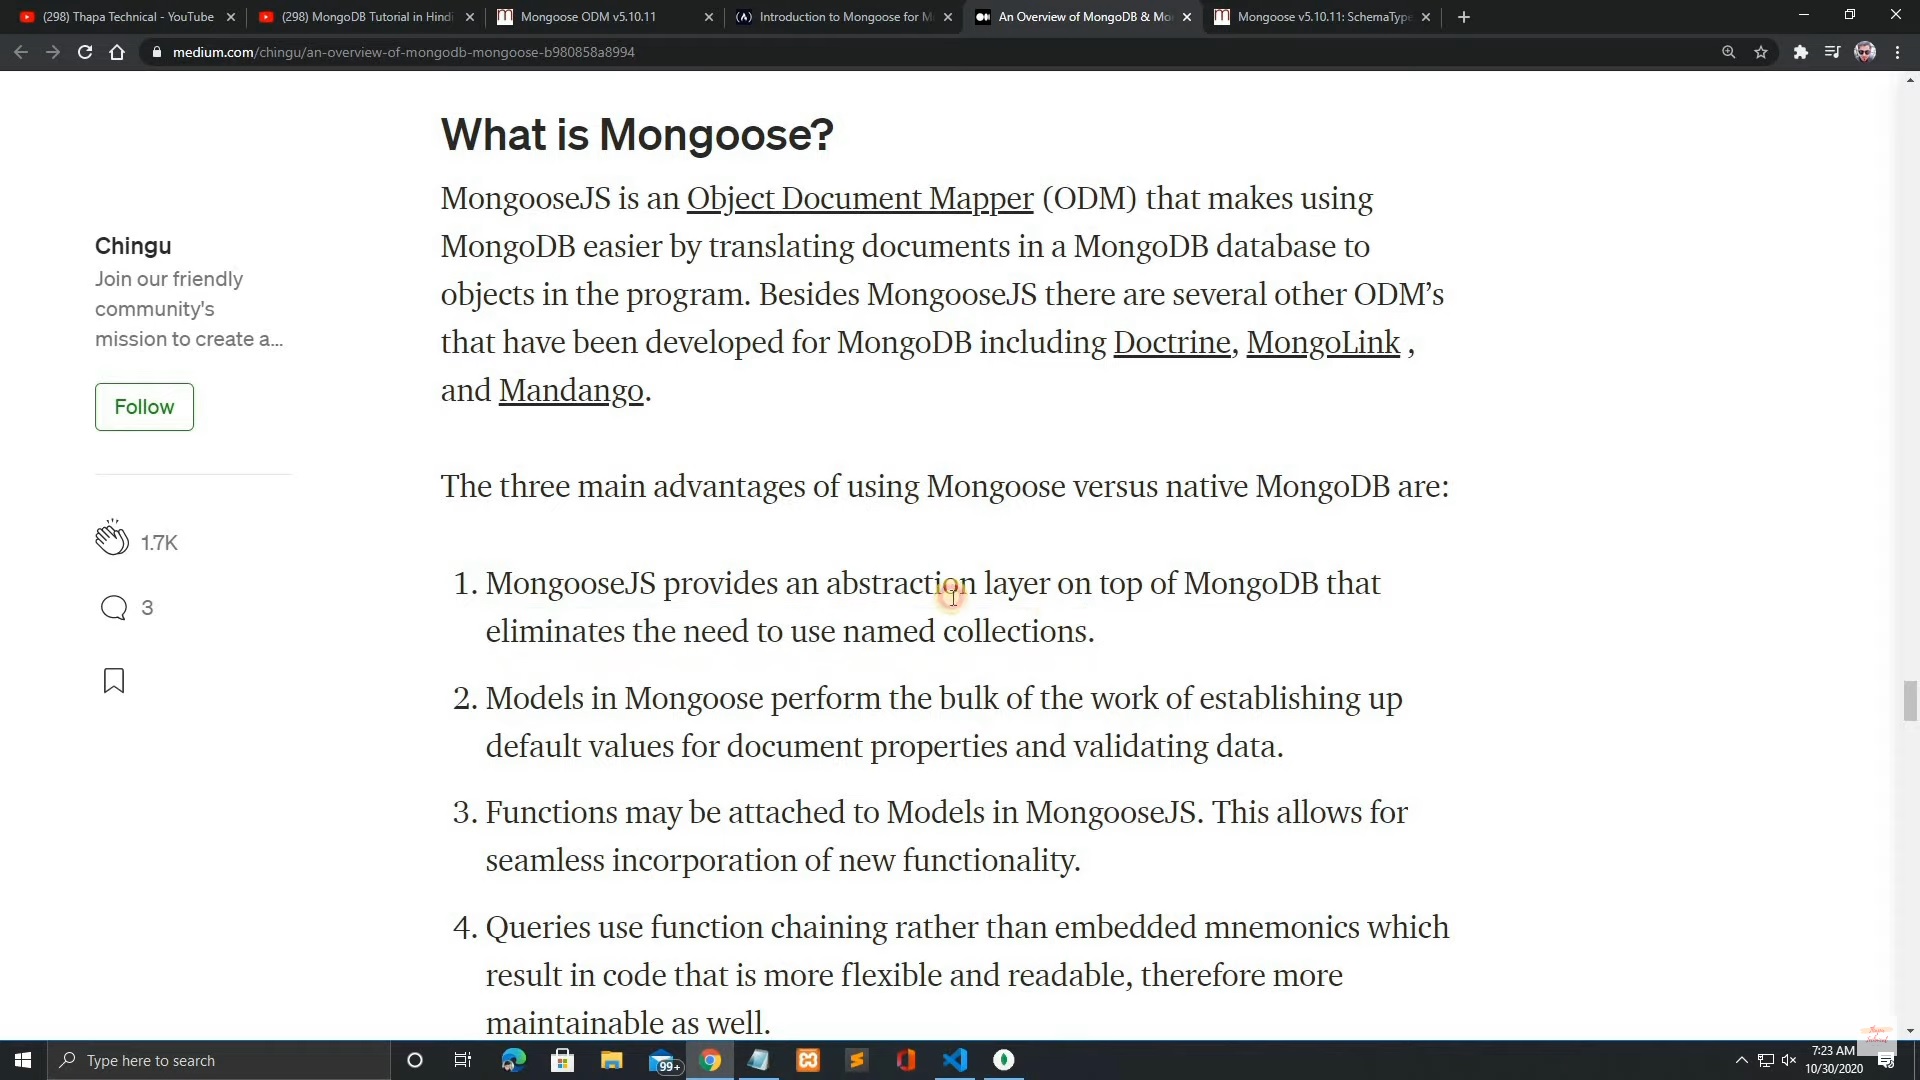 (298) Thapa Technical - YouTube
(298) MongoDB Tutorial in Hindi
Mongoose ODM v5.10.11
Introduction to Mongoose for M
An Overview of MongoDB & Mo
Mongoose v5.10.11: SchemaType
medium.com/chingu/an-overview-of-mongodb-mongoose-b980858a8994
What is Mongoose?
MongooseJS is an Object Document Mapper (ODM) that makes using
MongoDB easier by translating documents in a MongoDB database to
objects in the program. Besides MongooseJS there are several other ODM’s
that have been developed for MongoDB including Doctrine, MongoLink ,
and Mandango.
Chingu
Join our friendly
community's
mission to create a...
Follow
1.7K
3
The three main advantages of using Mongoose versus native MongoDB are:
1. MongooseJS provides an abstraction layer on top of MongoDB that
eliminates the need to use named collections.
2. Models in Mongoose perform the bulk of the work of establishing up
default values for document properties and validating data.
3. Functions may be attached to Models in MongooseJS. This allows for
seamless incorporation of new functionality.
4. Queries use function chaining rather than embedded mnemonics which
result in code that is more flexible and readable, therefore more
maintainable as well.
Type here to search
99+
7:23 AM
10/30/2020